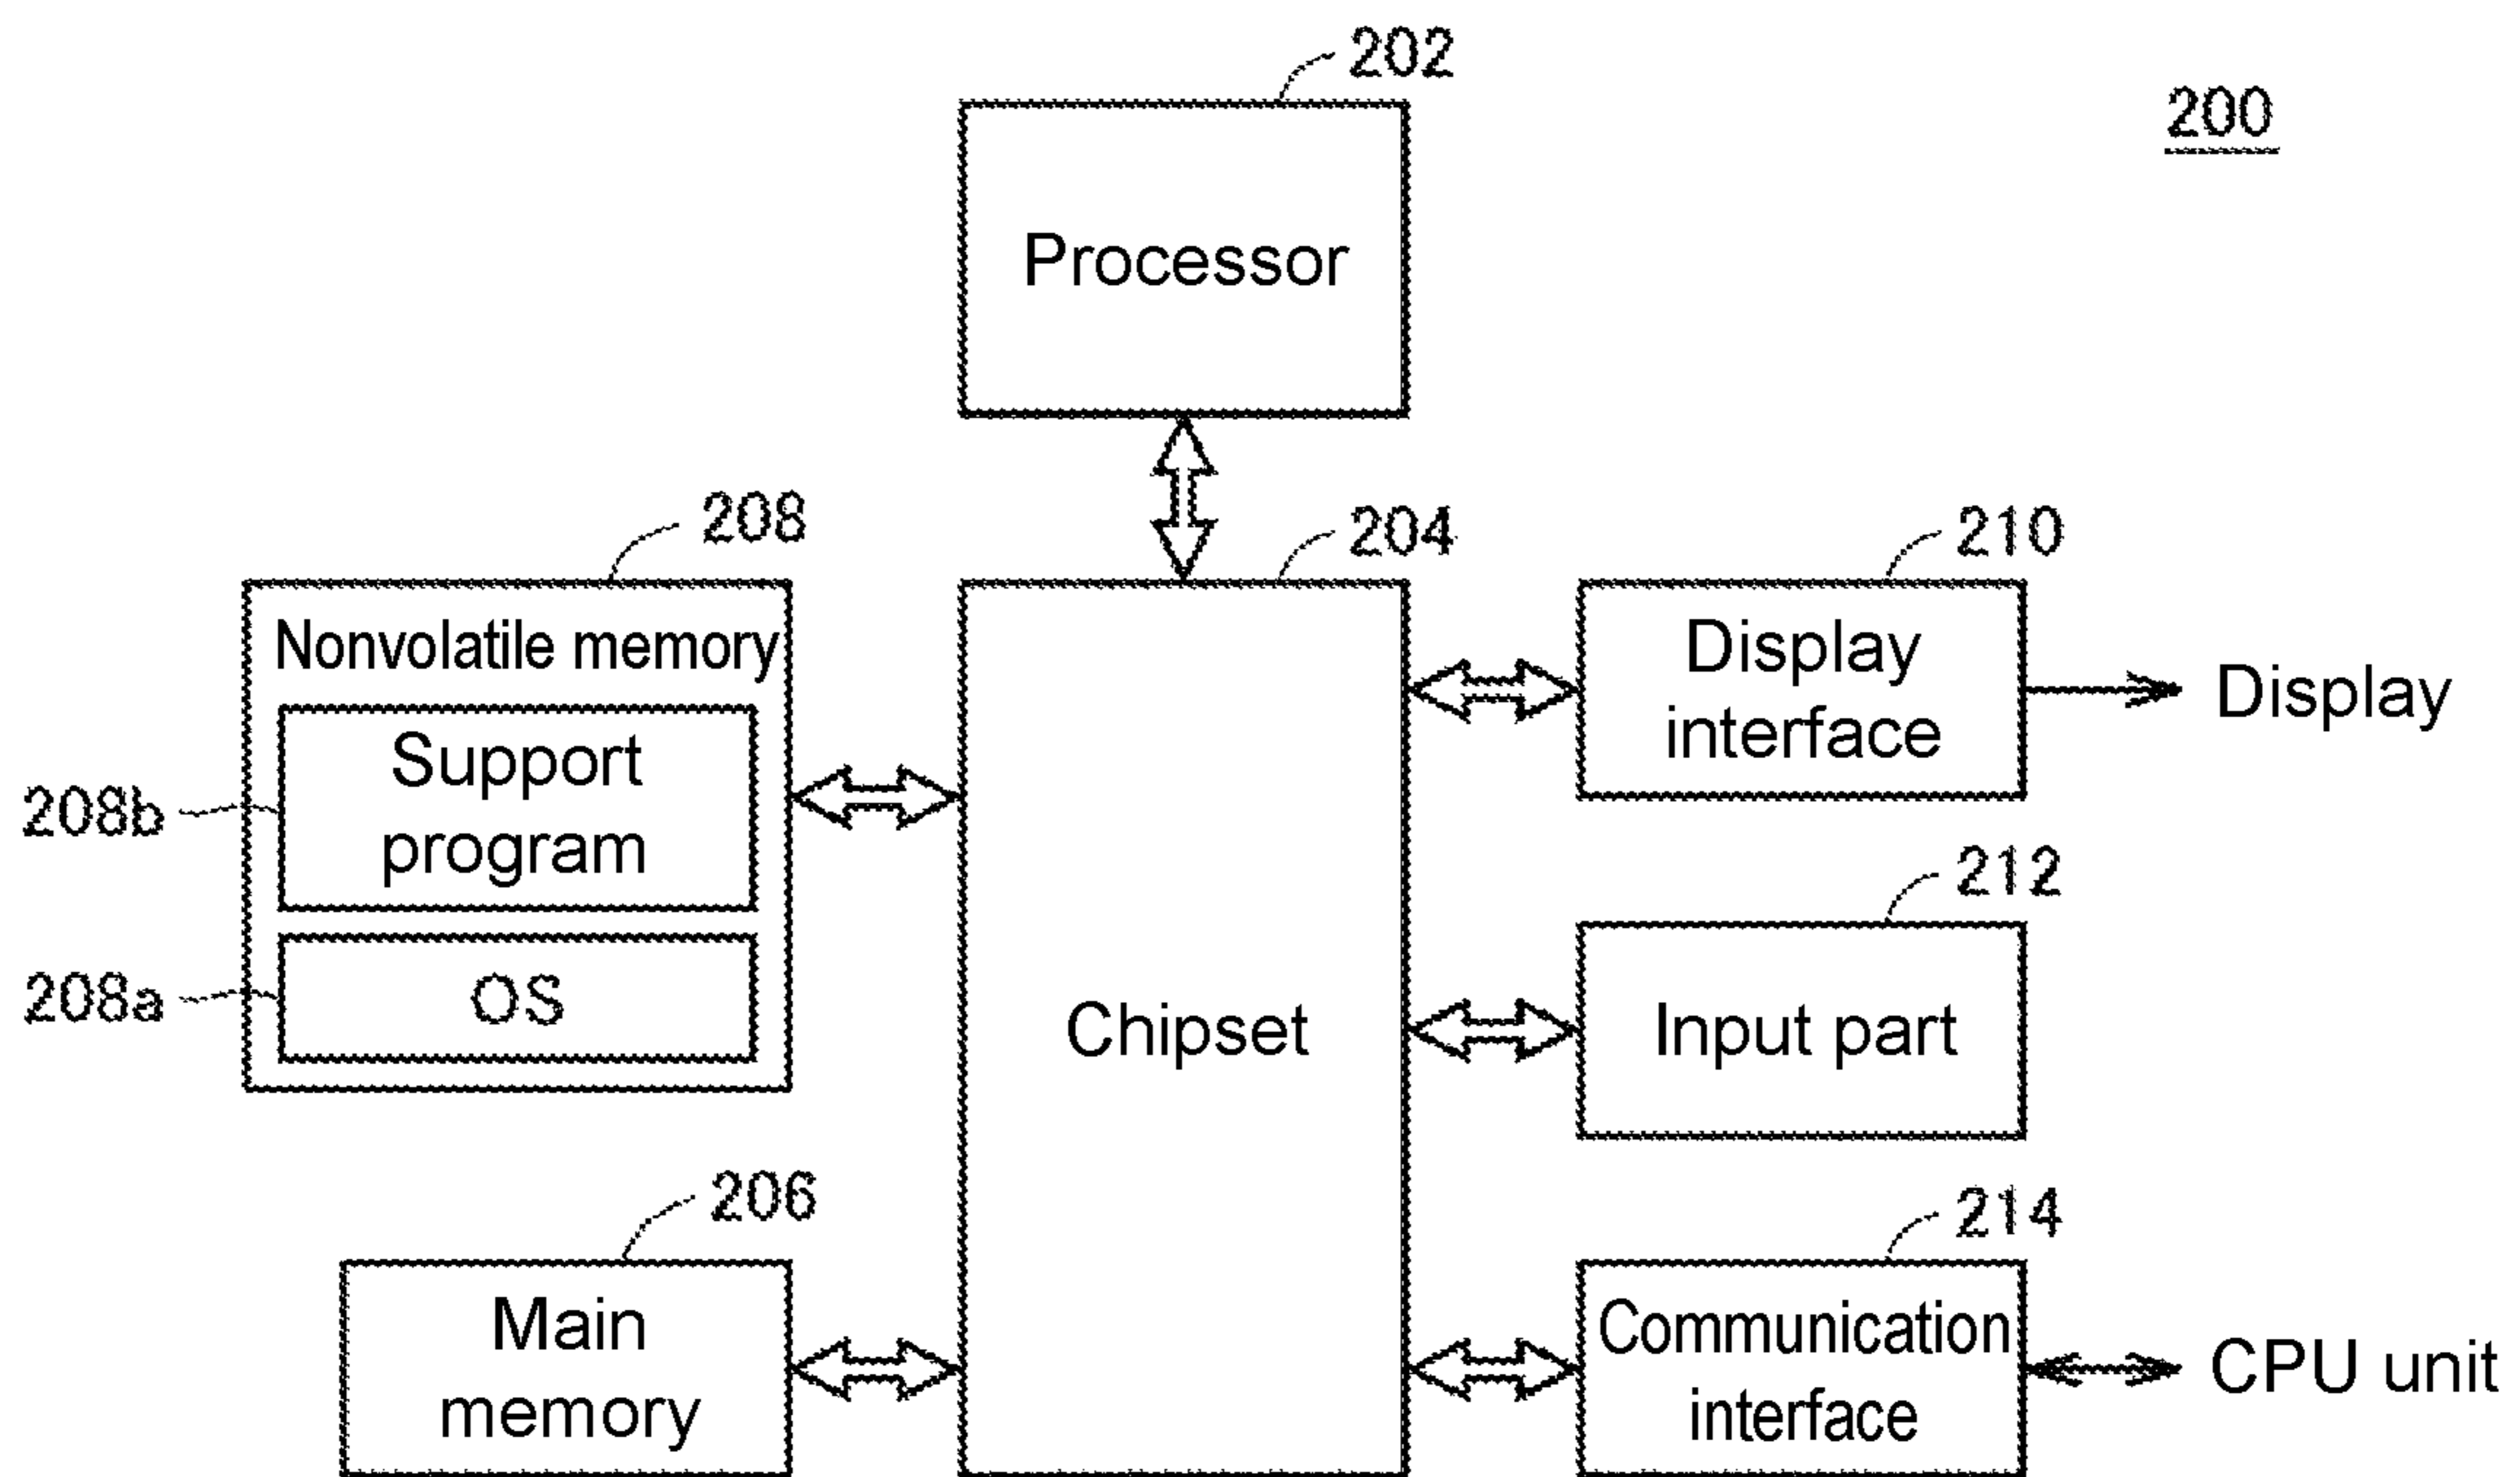 202
200
Processor
208
204
210
Nonvolatile memory
Support
program
208b
OS
208a
Chipset
Display
interface
Display
212
Input part
206
214
Main
memory
Communication
interface
CPU unit